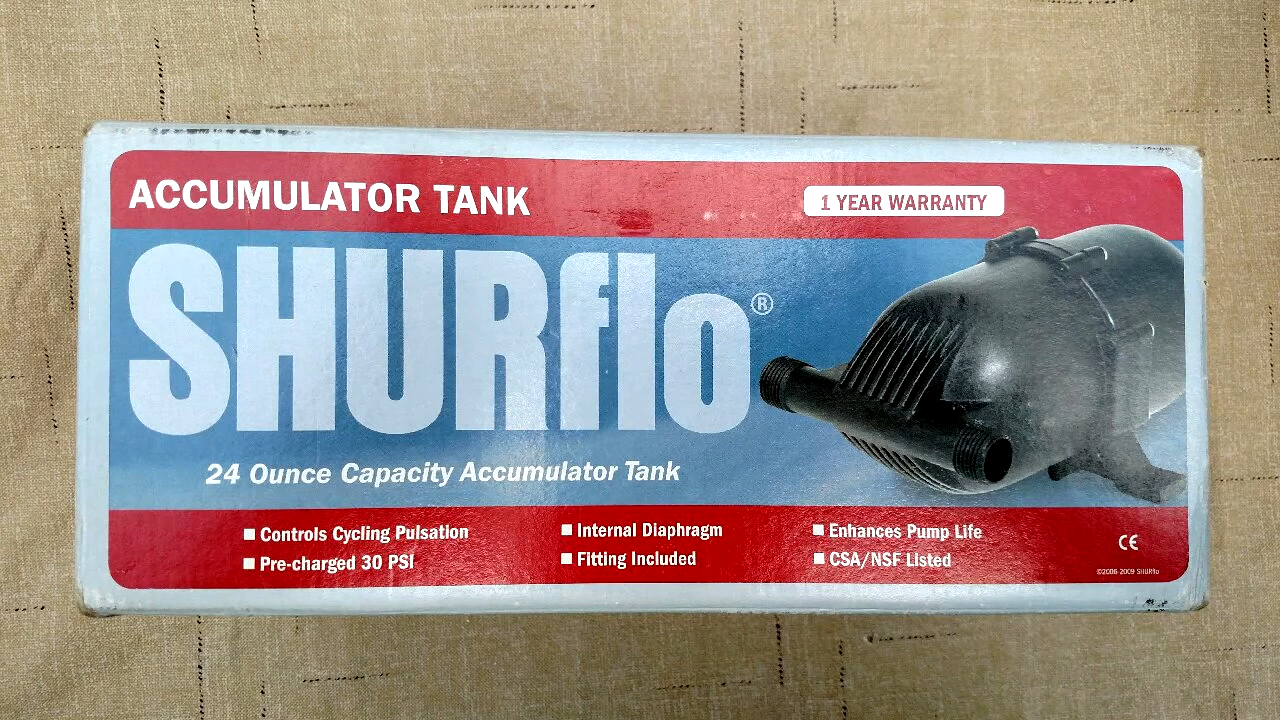 ACCUMULATOR TANK
1 YEAR WARRANTY
SHURflo®
24 Ounce Capacity Accumulator Tank
■ Controls Cycling Pulsation
■ Pre-charged 30 PSI
■ Internal Diaphragm
■ Fitting Included
■ Enhances Pump Life
■ CSA/NSF Listed
CE
©2006-2009 SHURflo